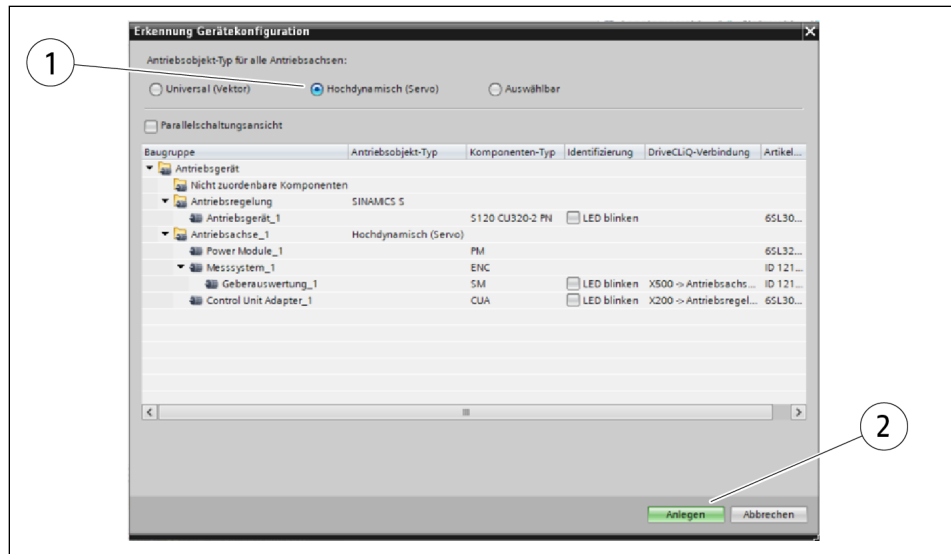 Erkennung Gerätekonfiguration
1
Antriebsobjekt-Typ für alle Antriebsachsen:
Universal (Vektor) Hochdynamisch (Servo) Auswählbar
Parallelschaltungsansicht
Baugruppe Antriebsobjekt-Typ Komponenten-Typ Identifizierung DriveCLiQ-Verbindung Artikel...
Antriebsgerät
Nicht zuordenbare Komponenten
Antriebsregelung SINAMICS S
Antriebsgerät_1 S120 CU320-2 PN LED blinken 6SL30...
Antriebsachse_1 Hochdynamisch (Servo)
Power Module_1 PM 6SL32...
Messsystem_1 ENC ID 121...
Geberauswertung_1 SM LED blinken X500 -> Antriebsachs... ID 121...
Control Unit Adapter_1 CUA LED blinken X200 -> Antriebsregel... 6SL30...
2
Anlegen Abbrechen